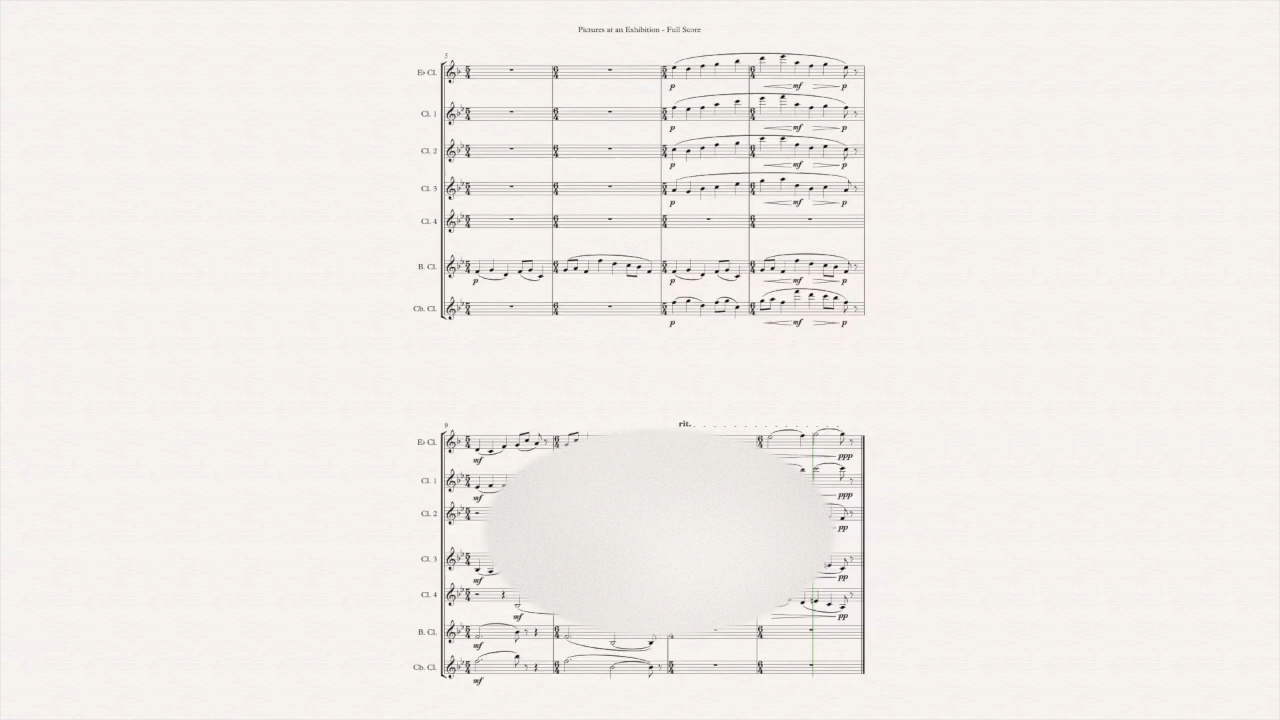 Pictures at an Exhibition - Full Score
5
E♭ Cl.
p mf p
Cl. 1
p mf p
Cl. 2
p mf p
Cl. 3
p mf p
Cl. 4
B. Cl.
p p mf p
Cb. Cl.
p mf p
9
rit.
E♭ Cl.
mf ppp
Cl. 1
mf ppp
Cl. 2
pp
Cl. 3
mf pp
Cl. 4
mf pp
B. Cl.
mf
Cb. Cl.
mf